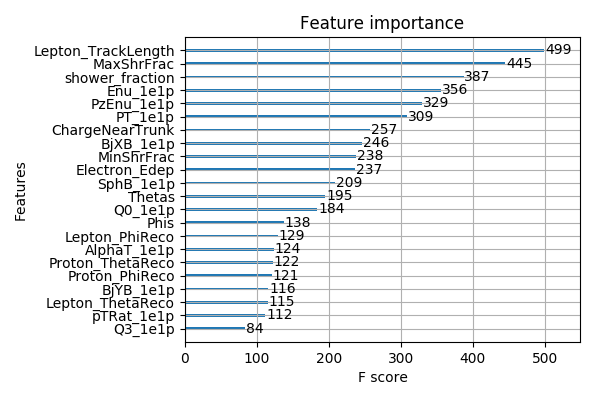 Feature importance
Lepton_TrackLength 499
MaxShrFrac 445
shower_fraction 387
Enu_1e1p 356
PzEnu_1e1p 329
PT_1e1p 309
ChargeNearTrunk 257
BjXB_1e1p 246
MinShrFrac 238
Electron_Edep 237
SphB_1e1p 209
Thetas 195
Q0_1e1p 184
Phis 138
Lepton_PhiReco 129
AlphaT_1e1p 124
Proton_ThetaReco 122
Proton_PhiReco 121
BjYB_1e1p 116
Lepton_ThetaReco 115
pTRat_1e1p 112
Q3_1e1p 84
Features
0 100 200 300 400 500
F score